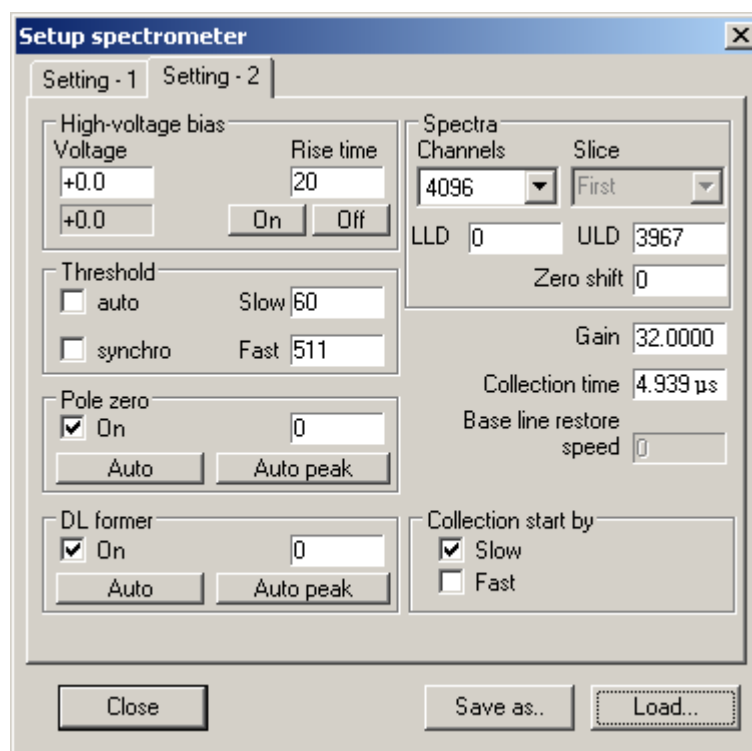 Setup spectrometer
Setting - 1
Setting - 2
High-voltage bias
Voltage
Rise time
+0.0
20
+0.0
On
Off
Threshold
auto
Slow
60
synchro
Fast
511
Pole zero
On
0
Auto
Auto peak
DL former
On
0
Auto
Auto peak
Spectra
Channels
Slice
4096
First
LLD
0
ULD
3967
Zero shift
0
Gain
32.0000
Collection time
4.939 µs
Base line restore
speed
0
Collection start by
Slow
Fast
Close
Save as..
Load...